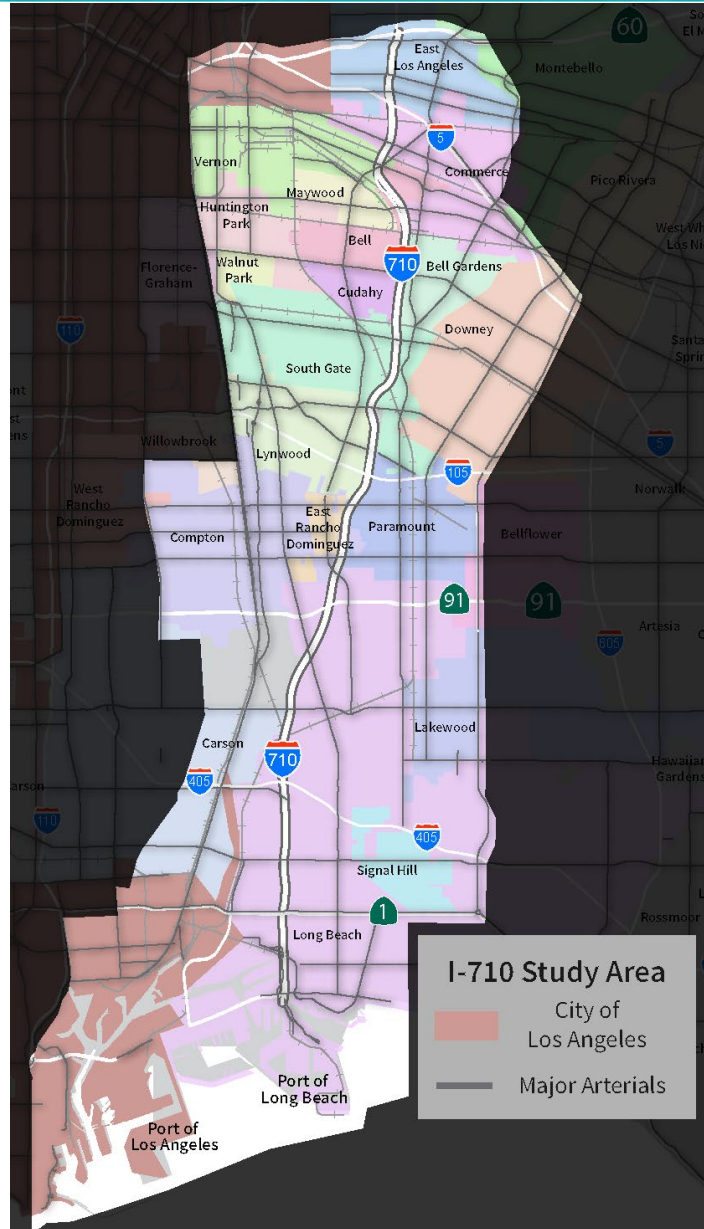 60
East
Los Angeles
Montebello
5
Commerce
Vernon
Pico Rivera
Maywood
Huntington
Park
Bell
710
Walnut
Park
Bell Gardens
Florence-
Graham
Cudahy
110
Downey
South Gate
Willowbrook
5
Lynwood
105
Norwalk
West
Rancho
Dominguez
East
Rancho
Dominguez
Paramount
Compton
Bellflower
91
91
Artesia
605
Lakewood
Carson
710
405
Hawaiian
Gardens
arson
110
405
Signal Hill
1
Rossmoor
Long Beach
I-710 Study Area
City of
Los Angeles
Major Arterials
Port of
Long Beach
Port of
Los Angeles